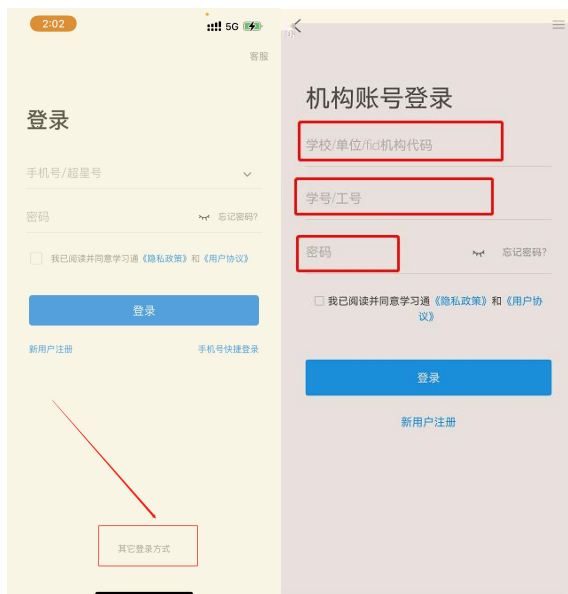 2:02
5G
客服
登录
手机号/超星号
密码
忘记密码?
我已阅读并同意学习通《隐私政策》和《用户协议》
登录
新用户注册
手机号快捷登录
其它登录方式
机构账号登录
学校/单位/fid机构代码
学号/工号
密码
忘记密码?
我已阅读并同意学习通《隐私政策》和《用户协
议》
登录
新用户注册